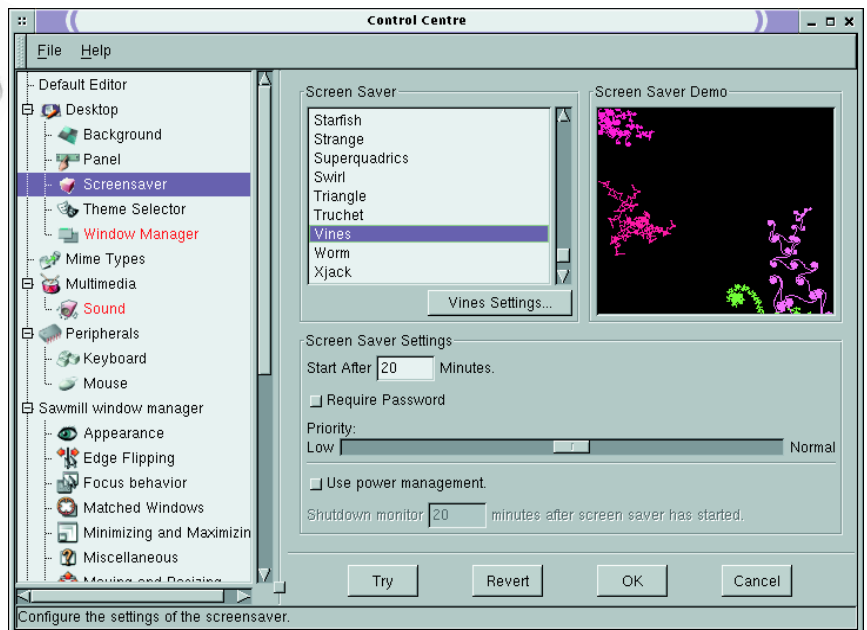 Control Centre
File Help
Default Editor
Desktop
Background
Panel
Screensaver
Theme Selector
Window Manager
Mime Types
Multimedia
Sound
Peripherals
Keyboard
Mouse
Sawmill window manager
Appearance
Edge Flipping
Focus behavior
Matched Windows
Minimizing and Maximizin
Miscellaneous
Moving and Resizing
Screen Saver
Starfish
Strange
Superquadrics
Swirl
Triangle
Truchet
Vines
Worm
Xjack
Vines Settings...
Screen Saver Demo
Screen Saver Settings
Start After 20 Minutes.
Require Password
Priority:
Low Normal
Use power management.
Shutdown monitor 20 minutes after screen saver has started.
Try Revert OK Cancel
Configure the settings of the screensaver.